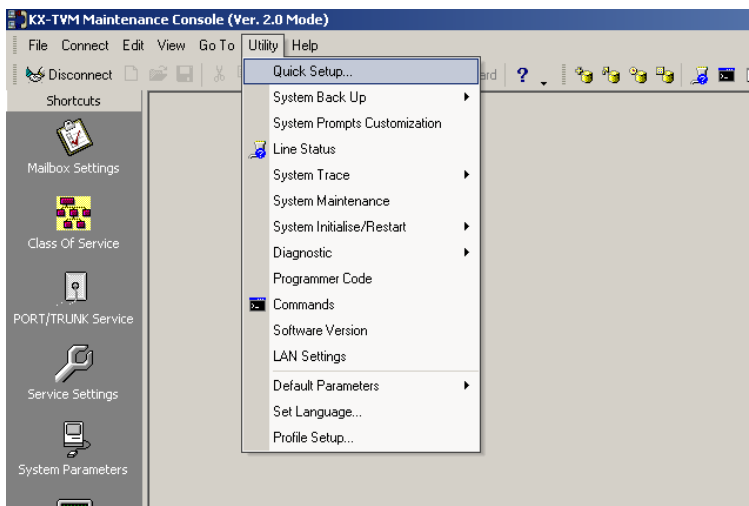 KX-TVM Maintenance Console (Ver. 2.0 Mode)
File Connect Edit View Go To Utility Help
Disconnect
?
Shortcuts
Mailbox Settings
Class Of Service
PORT/TRUNK Service
Service Settings
System Parameters
Quick Setup...
System Back Up
System Prompts Customization
Line Status
System Trace
System Maintenance
System Initialise/Restart
Diagnostic
Programmer Code
Commands
Software Version
LAN Settings
Default Parameters
Set Language...
Profile Setup...